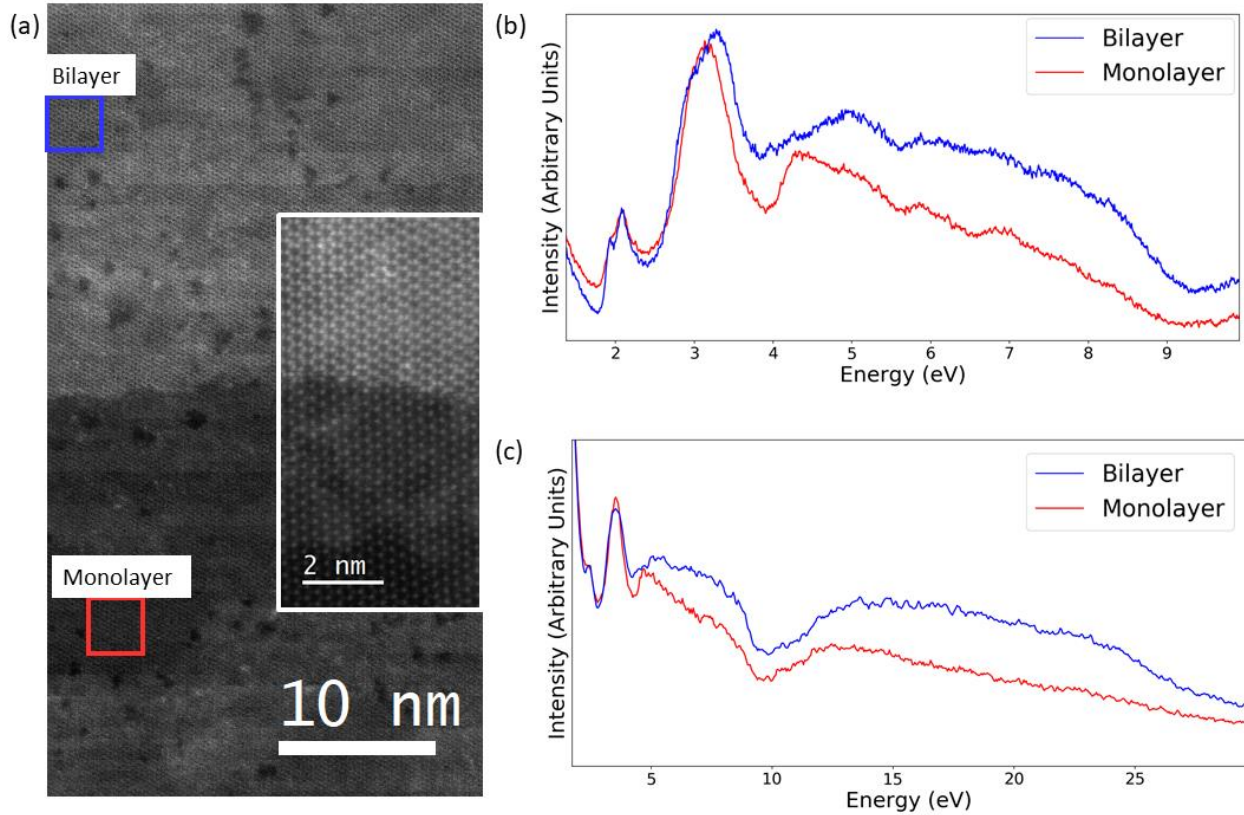 (a)
Bilayer
Monolayer
2 nm
10 nm
(b)
Intensity (Arbitrary Units)
Bilayer
Monolayer
2 3 4 5 6 7 8 9
Energy (eV)
(c)
Intensity (Arbitrary Units)
Bilayer
Monolayer
5 10 15 20 25
Energy (eV)